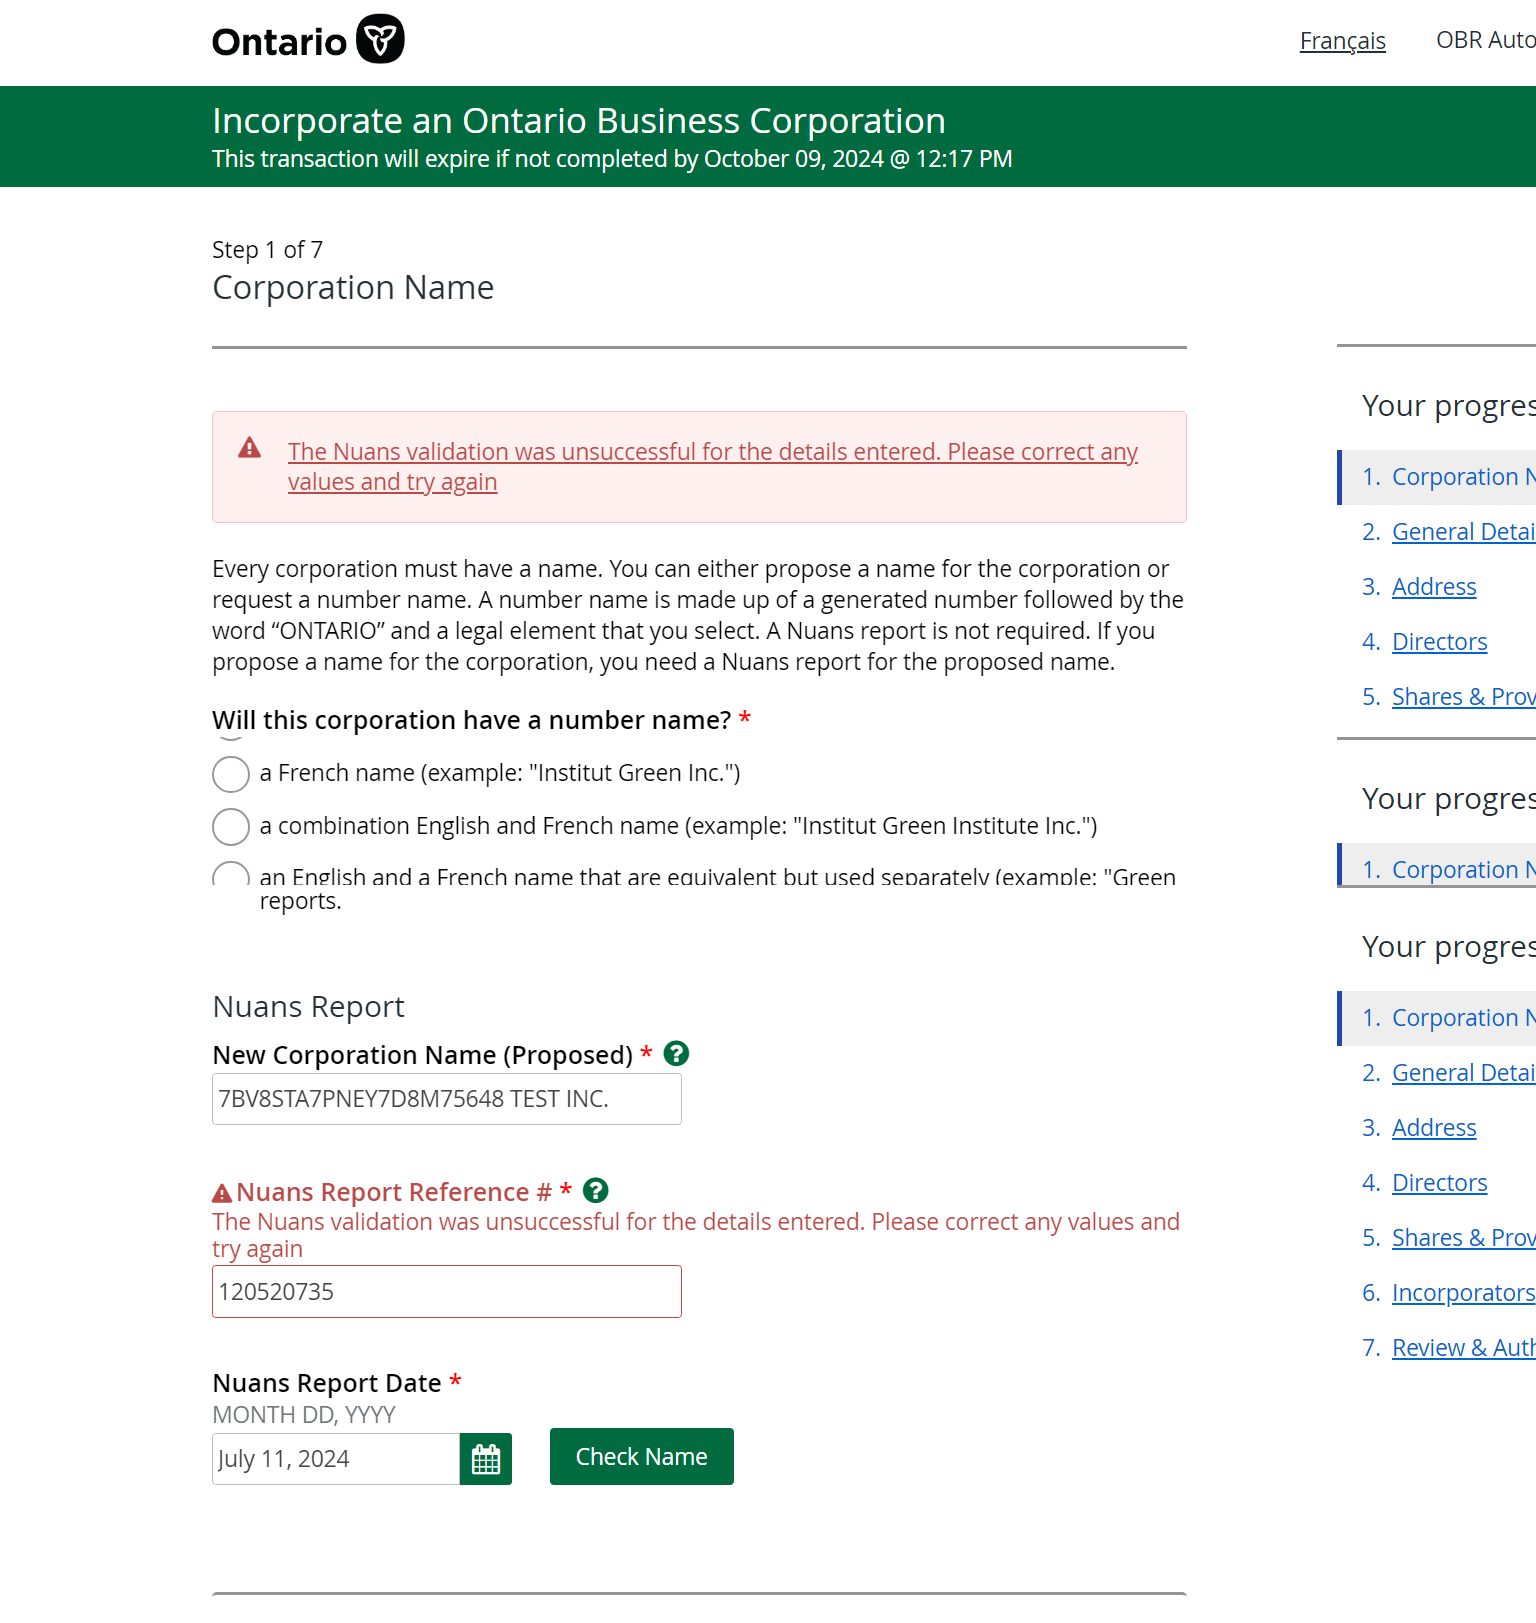 Ontario
Français
OBR Auto
Incorporate an Ontario Business Corporation
This transaction will expire if not completed by October 09, 2024 @ 12:17 PM
Step 1 of 7
Corporation Name
The Nuans validation was unsuccessful for the details entered. Please correct any
values and try again
Every corporation must have a name. You can either propose a name for the corporation or
request a number name. A number name is made up of a generated number followed by the
word “ONTARIO” and a legal element that you select. A Nuans report is not required. If you
propose a name for the corporation, you need a Nuans report for the proposed name.
Will this corporation have a number name? *
a French name (example: "Institut Green Inc.")
a combination English and French name (example: "Institut Green Institute Inc.")
an English and a French name that are equivalent but used separately (example: "Green
reports.
Nuans Report
New Corporation Name (Proposed) *
7BV8STA7PNEY7D8M75648 TEST INC.
Nuans Report Reference # *
The Nuans validation was unsuccessful for the details entered. Please correct any values and
try again
120520735
Nuans Report Date *
MONTH DD, YYYY
July 11, 2024
Check Name
Your progres
1. Corporation N
2. General Detai
3. Address
4. Directors
5. Shares & Prov
Your progres
1. Corporation N
Your progres
1. Corporation N
2. General Detai
3. Address
4. Directors
5. Shares & Prov
6. Incorporators
7. Review & Auth